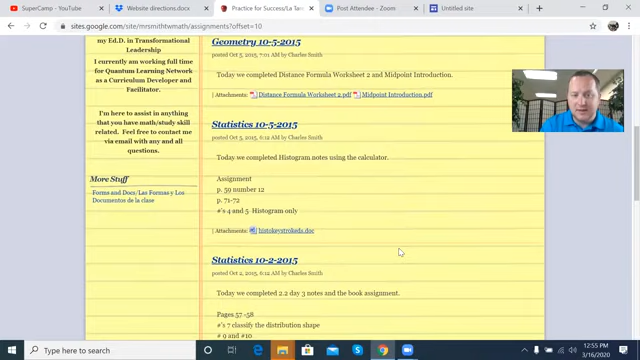 SuperCamp - YouTube
Website directions.docx
Practice for Success/La Tare
Post Attendee - Zoom
Untitled site
sites.google.com/site/mrsmithtwmath/assignments?offset=10
my Ed.D. in Transformational
Leadership
I currently am working full time
for Quantum Learning Network
as a Curriculum Developer and
Facilitator.
I'm here to assist in anything
that you have math/study skill
related. Feel free to contact me
via email with any and all
questions.
More Stuff
Forms and Docs/Las Formas y Los
Documentos de la clase
Geometry 10-5-2015
posted Oct 5, 2015, 7:01 AM by Charles Smith
Today we completed Distance Formula Worksheet 2 and Midpoint Introduction.
Attachments: Distance Formula Worksheet 2.pdf Midpoint Introduction.pdf
Statistics 10-5-2015
posted Oct 5, 2015, 6:12 AM by Charles Smith
Today we completed Histogram notes using the calculator.
Assignment
p. 59 number 12
p. 71-72
#'s 4 and 5- Histogram only
Attachments: histokeystrokeds.doc
Statistics 10-2-2015
posted Oct 2, 2015, 6:12 AM by Charles Smith
Today we completed 2.2 day 3 notes and the book assignment.
Pages 57 -58
#'s 7 classify the distribution shape
# 9 and #10
Type here to search
12:55 PM
3/16/2020